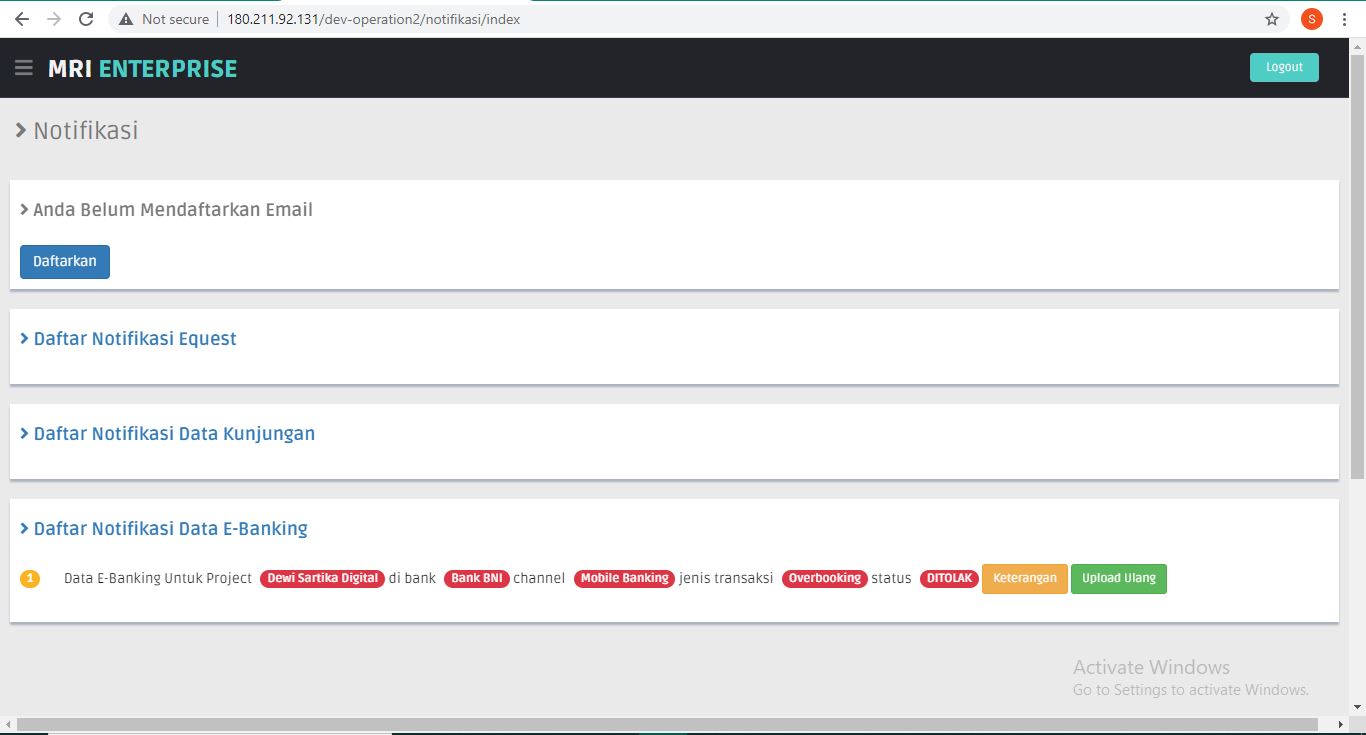 Not secure 180.211.92.131/dev-operation2/notifikasi/index S
MRI ENTERPRISE Logout
Notifikasi
Anda Belum Mendaftarkan Email
Daftarkan
Daftar Notifikasi Equest
Daftar Notifikasi Data Kunjungan
Daftar Notifikasi Data E-Banking
1 Data E-Banking Untuk Project Dewi Sartika Digital di bank Bank BNI channel Mobile Banking jenis transaksi Overbooking status DITOLAK Keterangan Upload Ulang
Activate Windows
Go to Settings to activate Windows.